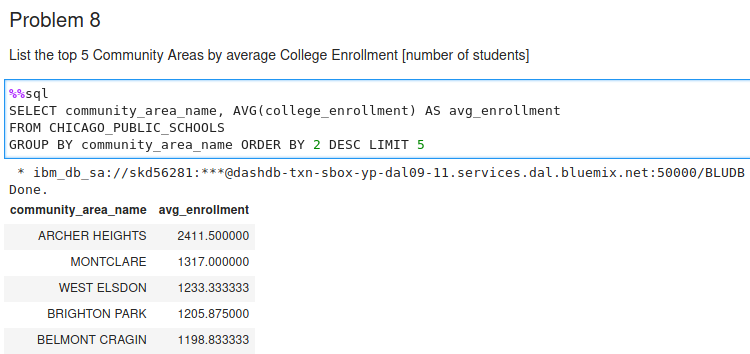 Problem 8
List the top 5 Community Areas by average College Enrollment [number of students]
%%sql
SELECT community_area_name, AVG(college_enrollment) AS avg_enrollment
FROM CHICAGO_PUBLIC_SCHOOLS
GROUP BY community_area_name ORDER BY 2 DESC LIMIT 5
* ibm_db_sa://skd56281:***@dashdb-txn-sbox-yp-dal09-11.services.dal.bluemix.net:50000/BLUDB
Done.
community_area_name avg_enrollment
ARCHER HEIGHTS 2411.500000
MONTCLARE 1317.000000
WEST ELSDON 1233.333333
BRIGHTON PARK 1205.875000
BELMONT CRAGIN 1198.833333